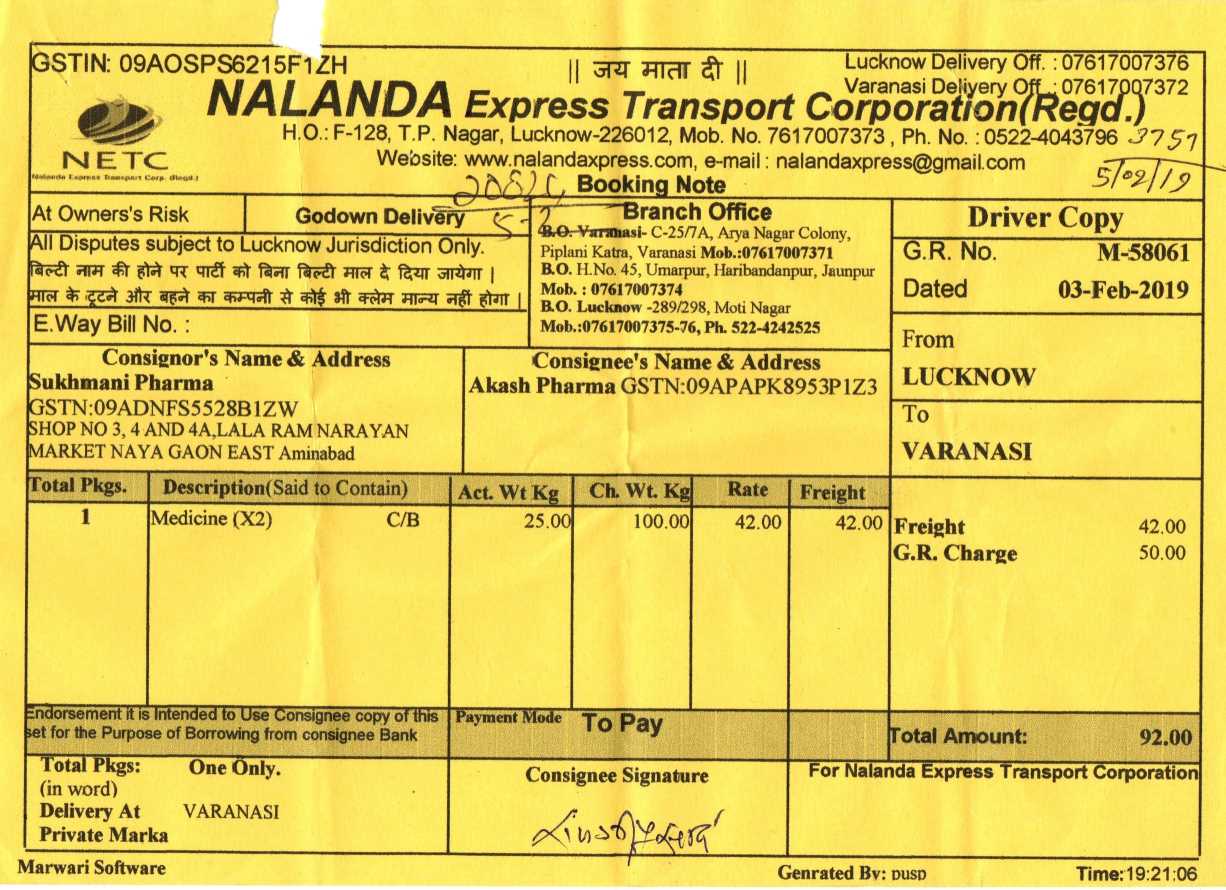 GSTIN: 09AOSPS6215F1ZH
|| जय माता दी ||
Lucknow Delivery Off. : 07617007376
Varanasi Delivery Off. : 07617007372
NALANDA Express Transport Corporation(Regd.)
H.O.: F-128, T.P. Nagar, Lucknow-226012, Mob. No. 7617007373 , Ph. No. : 0522-4043796
3757
NETC
Nalanda Express Transport Corp. (Regd.)
Website: www.nalandaxpress.com, e-mail : nalandaxpress@gmail.com
5/02/19
Booking Note
At Owners's Risk
Godown Delivery
All Disputes subject to Lucknow Jurisdiction Only.
बिल्टी नाम की होने पर पार्टी को बिना बिल्टी माल दे दिया जायेगा |
माल के टूटने और बहने का कम्पनी से कोई भी क्लेम मान्य नहीं होगा |
E.Way Bill No. :
Branch Office
B.O. Varanasi- C-25/7A, Arya Nagar Colony,
Piplani Katra, Varanasi Mob.:07617007371
B.O. H.No. 45, Umarpur, Haribandanpur, Jaunpur
Mob. : 07617007374
B.O. Lucknow -289/298, Moti Nagar
Mob.:07617007375-76, Ph. 522-4242525
Driver Copy
G.R. No. M-58061
Dated 03-Feb-2019
From
LUCKNOW
To
VARANASI
Consignor's Name & Address
Sukhmani Pharma
GSTN:09ADNFS5528B1ZW
SHOP NO 3, 4 AND 4A,LALA RAM NARAYAN
MARKET NAYA GAON EAST Aminabad
Consignee's Name & Address
Akash Pharma GSTN:09APAPK8953P1Z3
Total Pkgs. Description(Said to Contain) Act. Wt Kg Ch. Wt. Kg Rate Freight
1 Medicine (X2) C/B 25.00 100.00 42.00 42.00
Freight 42.00
G.R. Charge 50.00
Endorsement it is Intended to Use Consignee copy of this
set for the Purpose of Borrowing from consignee Bank
Payment Mode To Pay
Total Amount: 92.00
Total Pkgs: One Only.
(in word)
Delivery At VARANASI
Private Marka
Consignee Signature
For Nalanda Express Transport Corporation
Marwari Software
Genrated By: pusp
Time:19:21:06